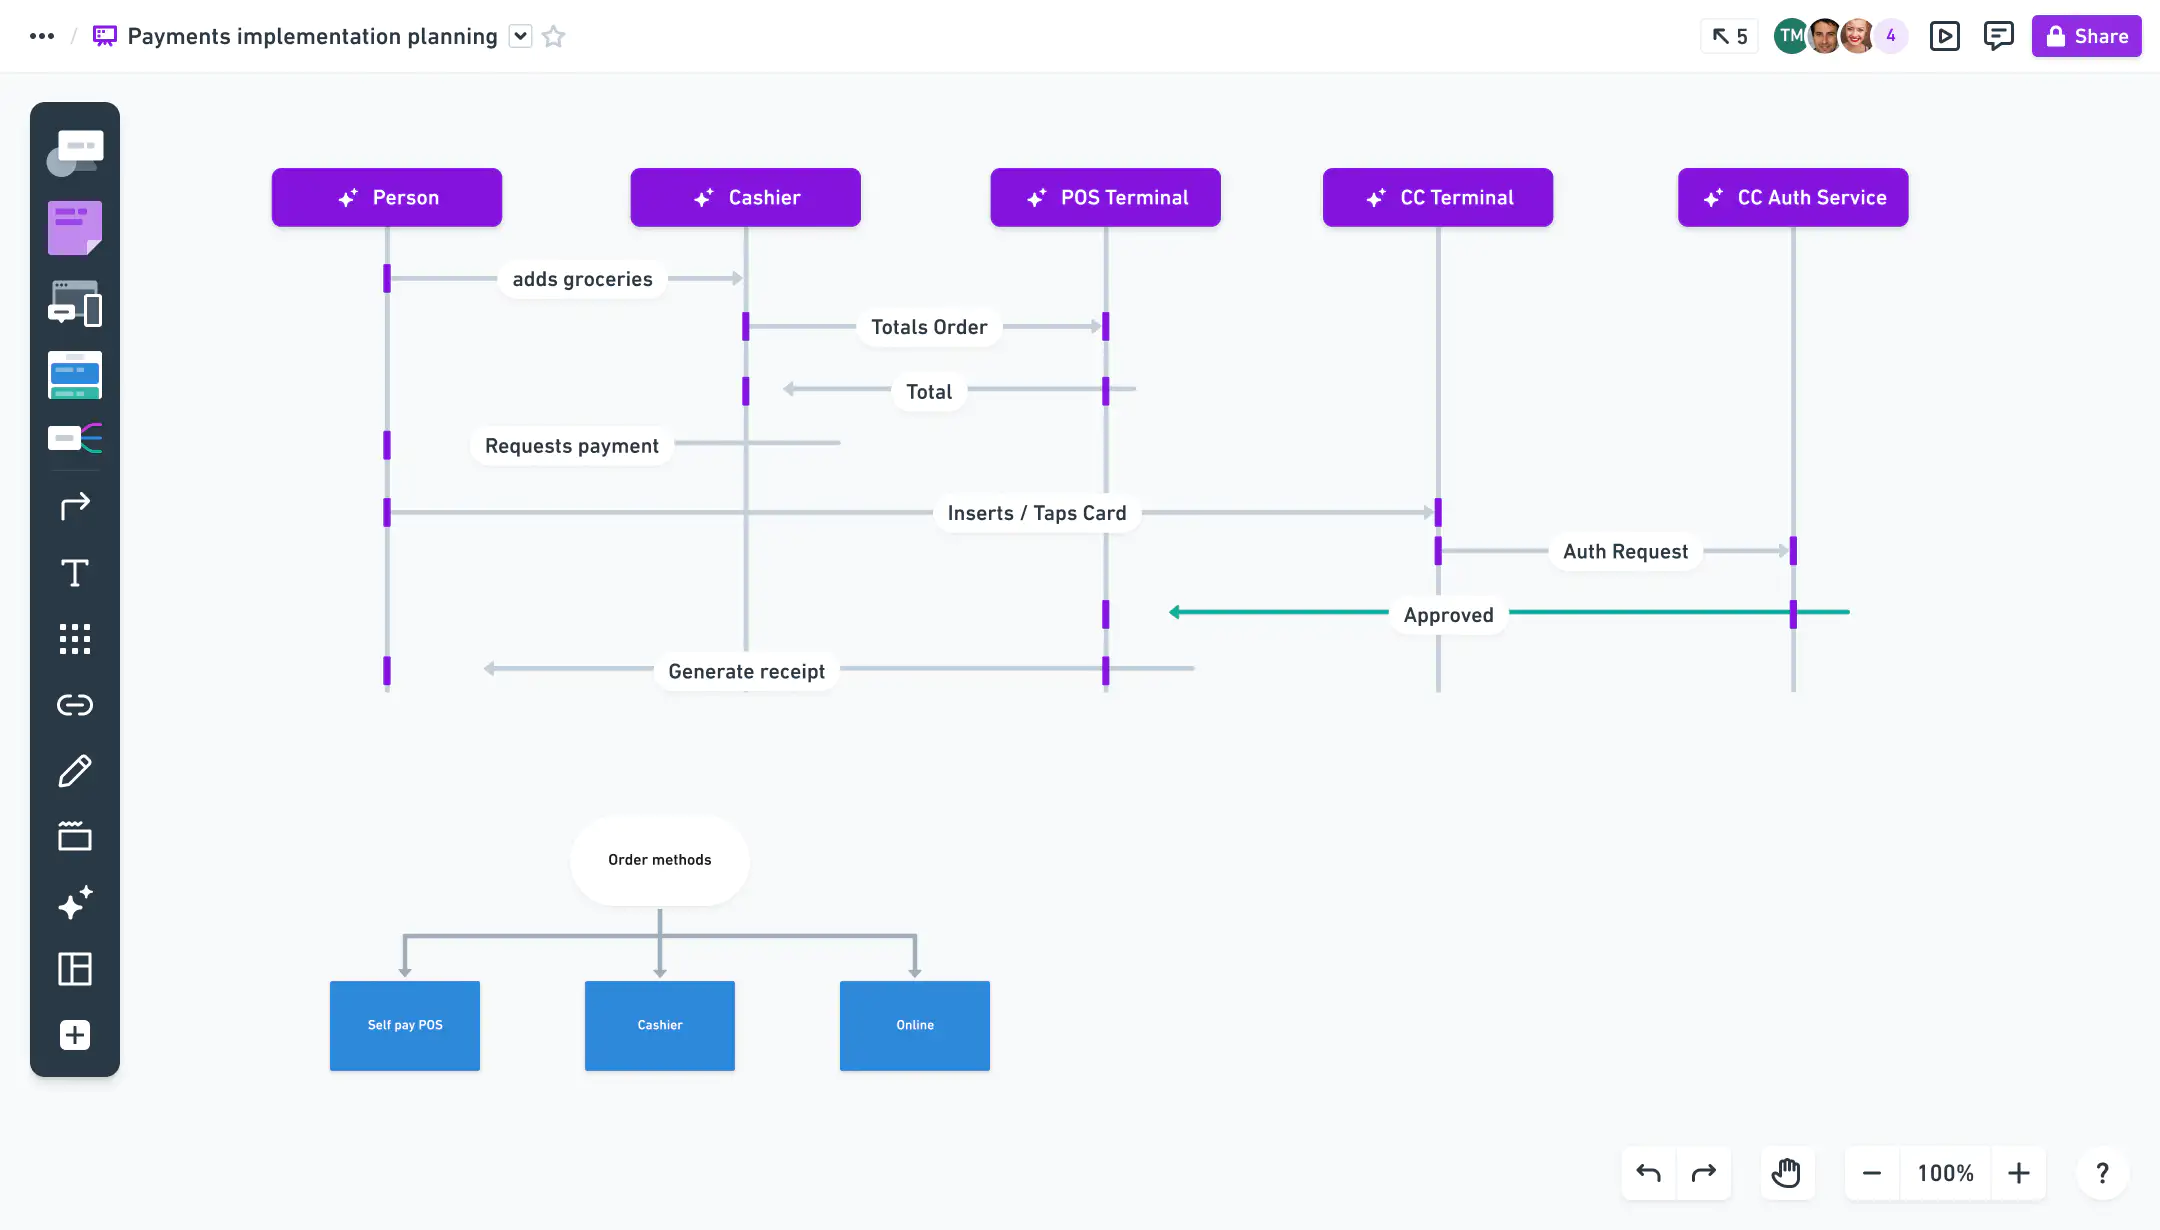 Payments implementation planning
5
TM
4
Share
Person
Cashier
POS Terminal
CC Terminal
CC Auth Service
adds groceries
Totals Order
Total
Requests payment
Inserts / Taps Card
Auth Request
Approved
Generate receipt
Order methods
Self pay POS
Cashier
Online
100%
?